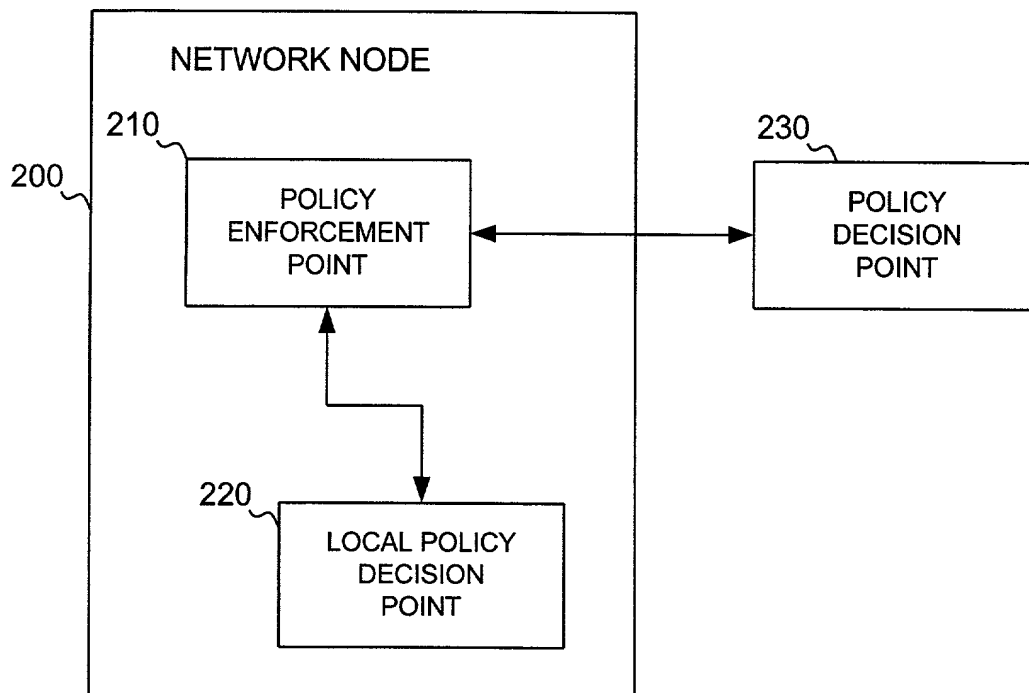 NETWORK NODE
210
230
200
POLICY
ENFORCEMENT
POINT
POLICY
DECISION
POINT
220
LOCAL POLICY
DECISION
POINT